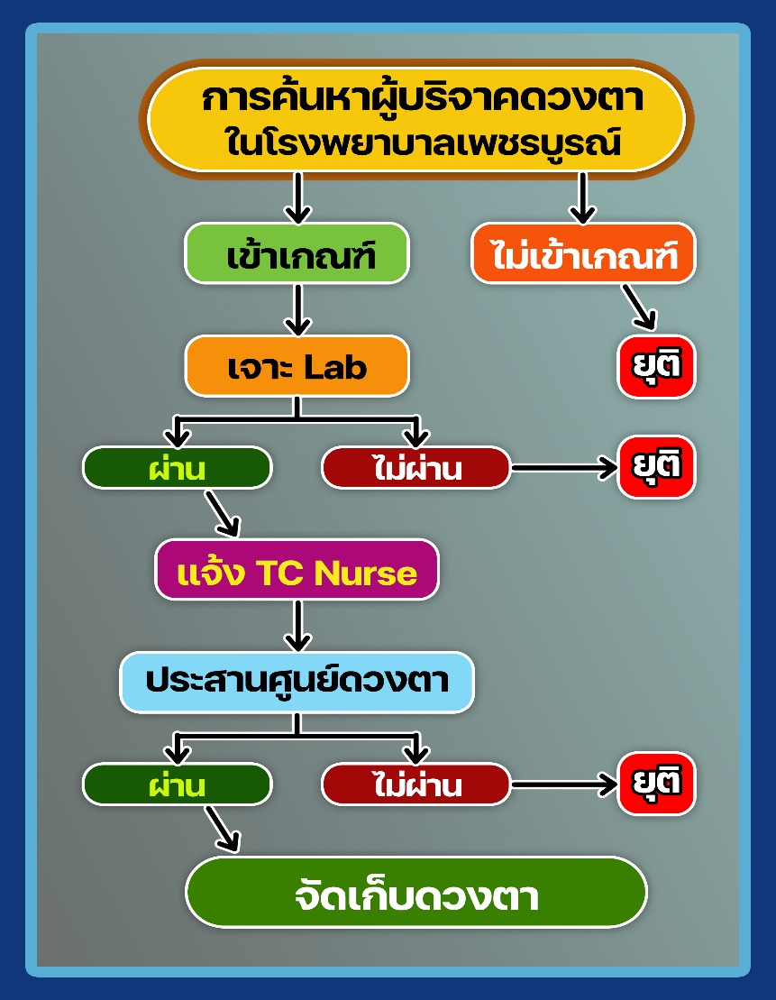 การค้นหาผู้บริจาคดวงตา
ในโรงพยาบาลเพชรบูรณ์
เข้าเกณฑ์
ไม่เข้าเกณฑ์
เจาะ Lab
ยุติ
ผ่าน
ไม่ผ่าน
ยุติ
แจ้ง TC Nurse
ประสานศูนย์ดวงตา
ผ่าน
ไม่ผ่าน
ยุติ
จัดเก็บดวงตา